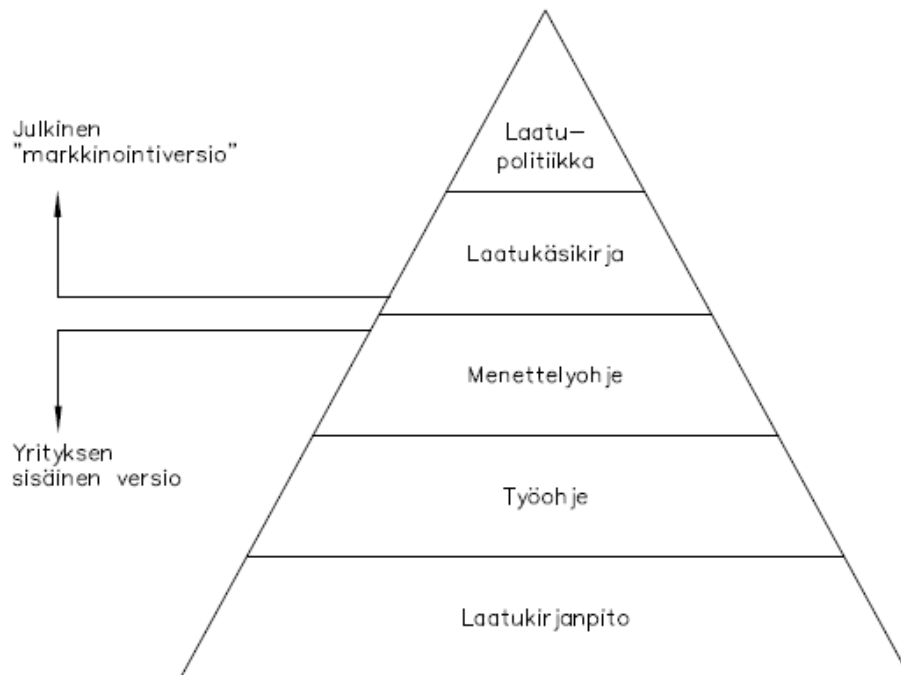 Julkinen
"markkinointiversio"
Laatu-
politiikka
Laatukäsikirja
Menettelyohje
Yrityksen
sisäinen versio
Työohje
Laatukirjanpito